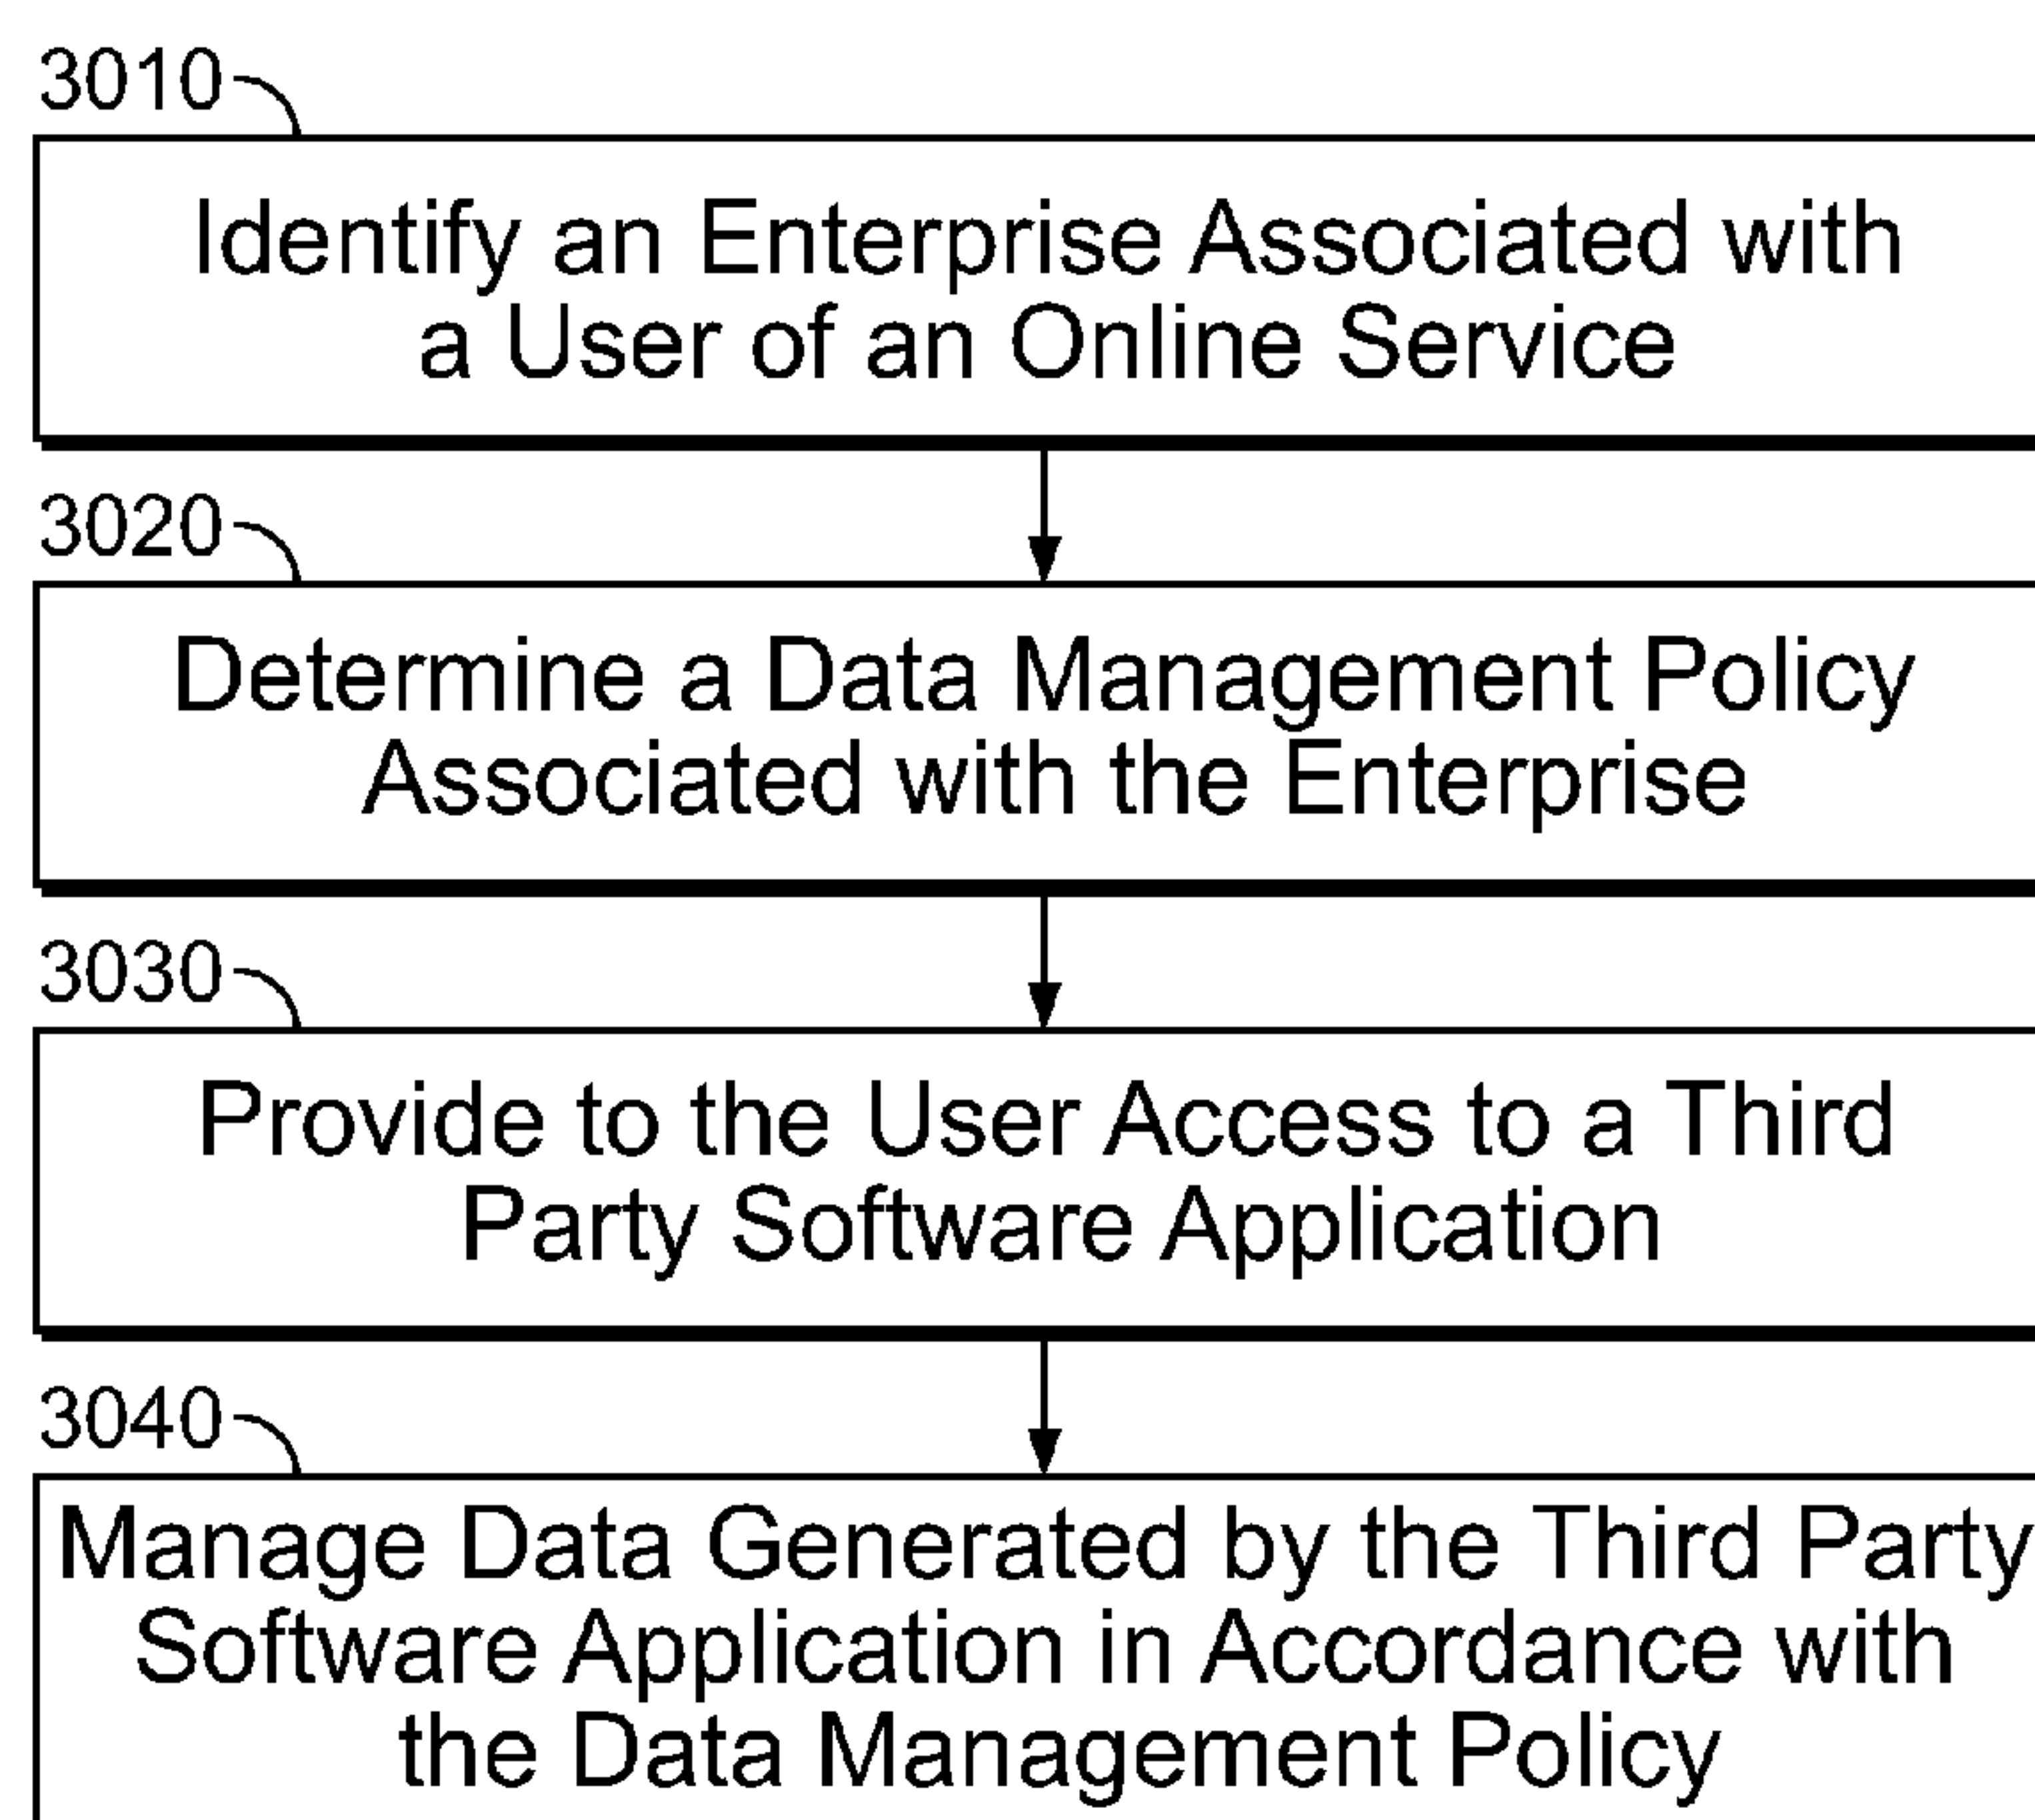 3010
Identify an Enterprise Associated with
a User of an Online Service
3020
Determine a Data Management Policy
Associated with the Enterprise
3030
Provide to the User Access to a Third
Party Software Application
3040
Manage Data Generated by the Third Party
Software Application in Accordance with
the Data Management Policy